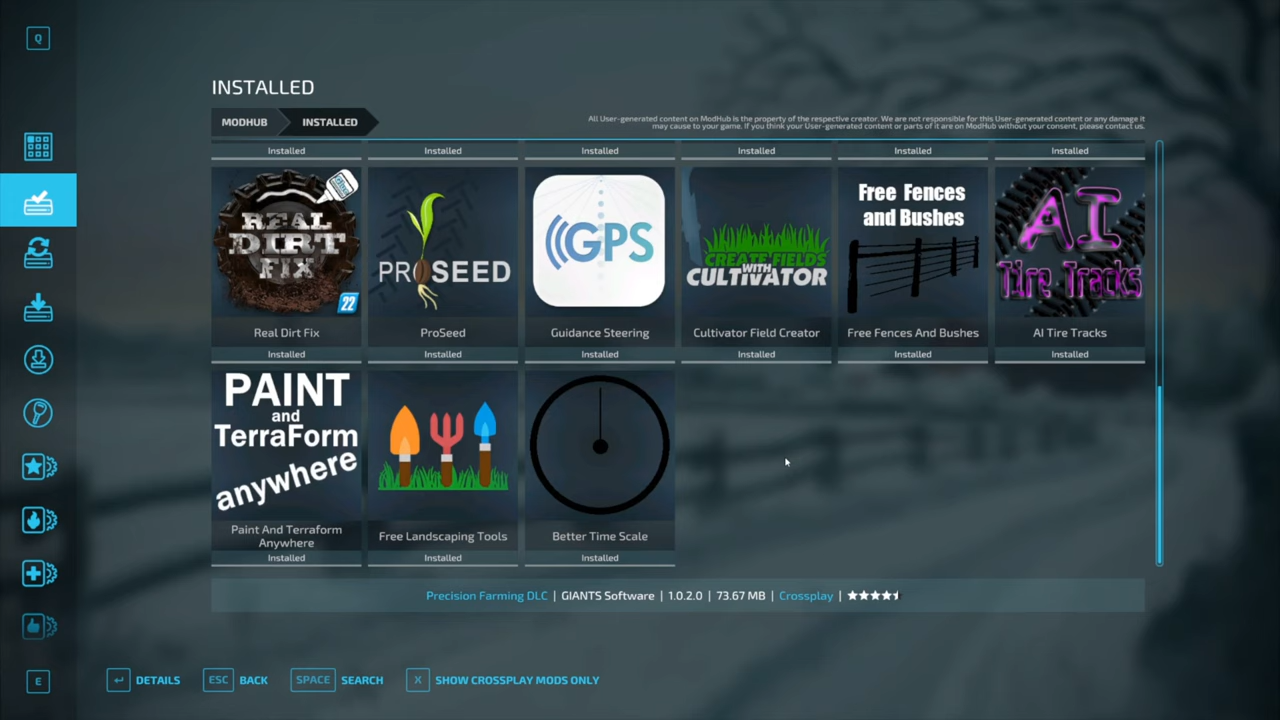 Q
INSTALLED
MODHUB INSTALLED
All User-generated content on ModHub is the property of the respective creator. We are not responsible for this User-generated content or any damage it
may cause to your game. If you think your User-generated content or parts of it are on ModHub without your consent, please contact us.
Installed Installed Installed Installed Installed Installed
REAL
DIRT
FIX
22
Real Dirt Fix
Installed
PROSEED
ProSeed
Installed
GPS
Guidance Steering
Installed
CREATE FIELDS
WITH
CULTIVATOR
Cultivator Field Creator
Installed
Free Fences
and Bushes
Free Fences And Bushes
Installed
AI
Tire Tracks
AI Tire Tracks
Installed
PAINT
and
TerraForm
anywhere
Paint And Terraform
Anywhere
Installed
Free Landscaping Tools
Installed
Better Time Scale
Installed
Precision Farming DLC | GIANTS Software | 1.0.2.0 | 73.67 MB | Crossplay |
E
DETAILS ESC BACK SPACE SEARCH X SHOW CROSSPLAY MODS ONLY